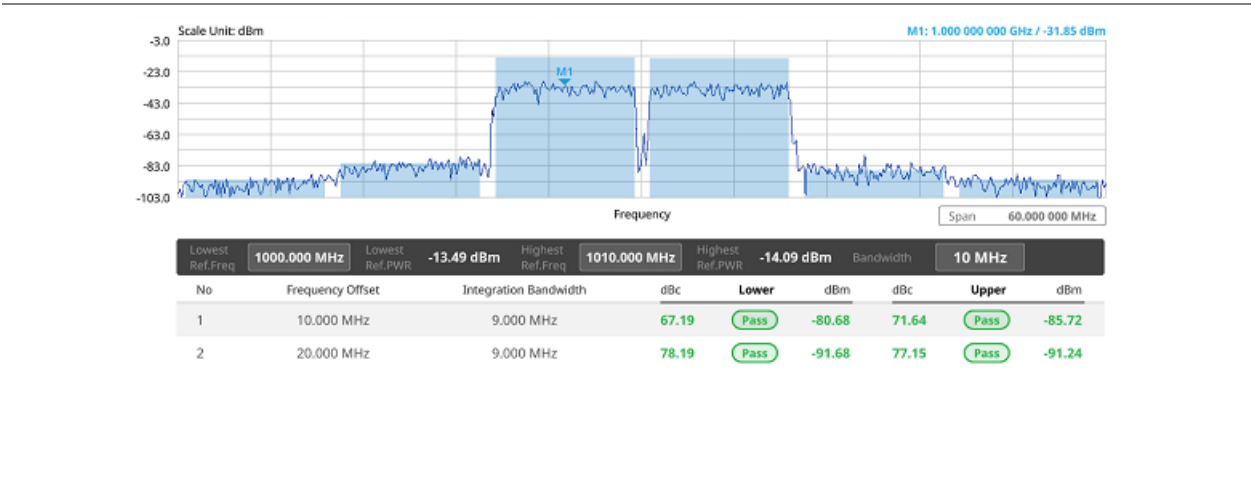 Scale Unit: dBm
M1: 1.000 000 000 GHz / -31.85 dBm
-3.0
-23.0
M1
-43.0
-63.0
-83.0
-103.0
Frequency
Span 60.000 000 MHz
Lowest Ref.Freq 1000.000 MHz Lowest Ref.PWR -13.49 dBm Highest Ref.Freq 1010.000 MHz Highest Ref.PWR -14.09 dBm Bandwidth 10 MHz
No Frequency Offset Integration Bandwidth dBc Lower dBm dBc Upper dBm
1 10.000 MHz 9.000 MHz 67.19 Pass -80.68 71.64 Pass -85.72
2 20.000 MHz 9.000 MHz 78.19 Pass -91.68 77.15 Pass -91.24